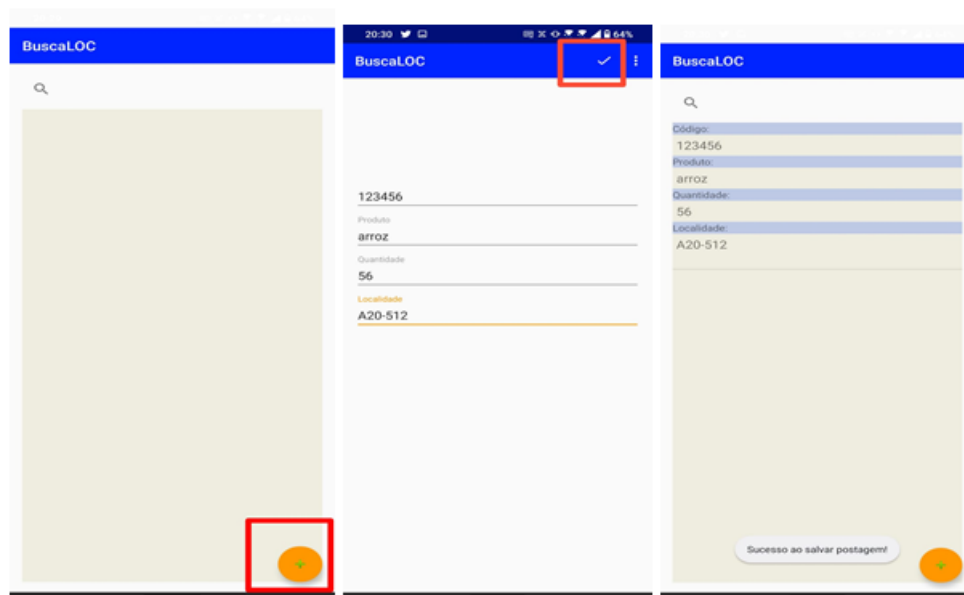 BuscaLOC
20:30 64%
BuscaLOC
123456
Produto
arroz
Quantidade
56
Localidade
A20-512
BuscaLOC
Código:
123456
Produto:
arroz
Quantidade:
56
Localidade:
A20-512
Sucesso ao salvar postagem!